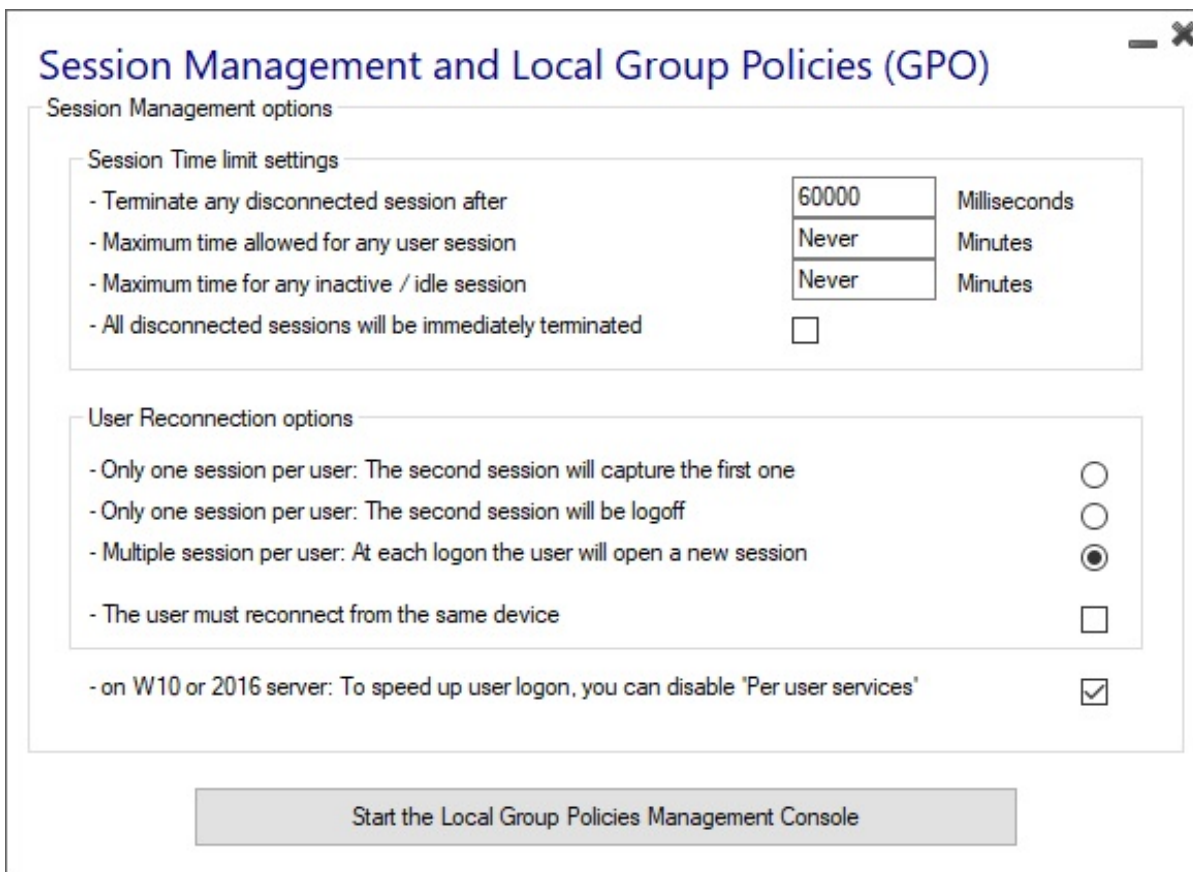 Session Management and Local Group Policies (GPO)
Session Management options
Session Time limit settings
- Terminate any disconnected session after 60000 Milliseconds
- Maximum time allowed for any user session Never Minutes
- Maximum time for any inactive / idle session Never Minutes
- All disconnected sessions will be immediately terminated
User Reconnection options
- Only one session per user: The second session will capture the first one
- Only one session per user: The second session will be logoff
- Multiple session per user: At each logon the user will open a new session
- The user must reconnect from the same device
- on W10 or 2016 server: To speed up user logon, you can disable 'Per user services'
Start the Local Group Policies Management Console